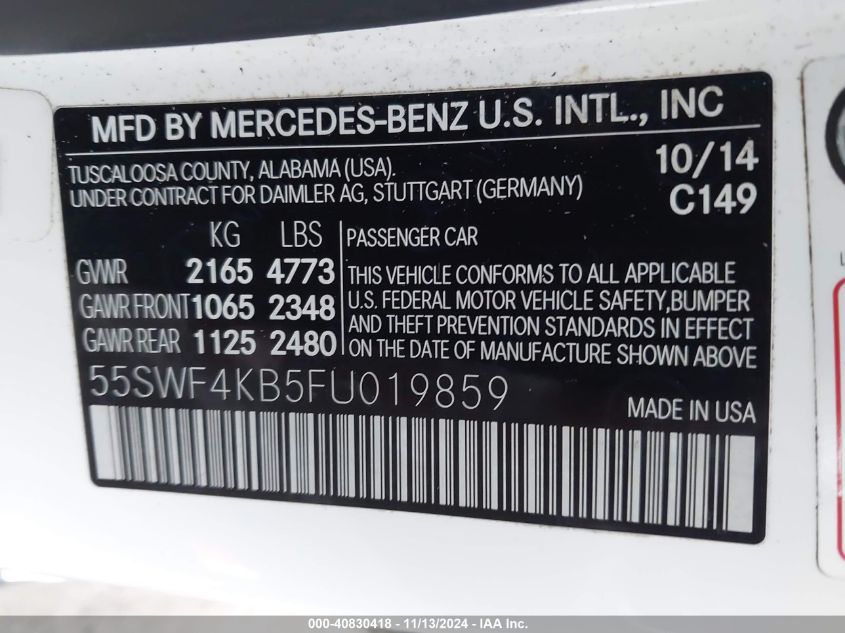 MFD BY MERCEDES-BENZ U.S. INTL., INC
TUSCALOOSA COUNTY, ALABAMA (USA).
UNDER CONTRACT FOR DAIMLER AG, STUTTGART (GERMANY)
10/14
C149
KG LBS
GVWR 2165 4773
GAWR FRONT 1065 2348
GAWR REAR 1125 2480
PASSENGER CAR
THIS VEHICLE CONFORMS TO ALL APPLICABLE
U.S. FEDERAL MOTOR VEHICLE SAFETY,BUMPER
AND THEFT PREVENTION STANDARDS IN EFFECT
ON THE DATE OF MANUFACTURE SHOWN ABOVE
55SWF4KB5FU019859
MADE IN USA
000-40830418 - 11/13/2024 - IAA Inc.